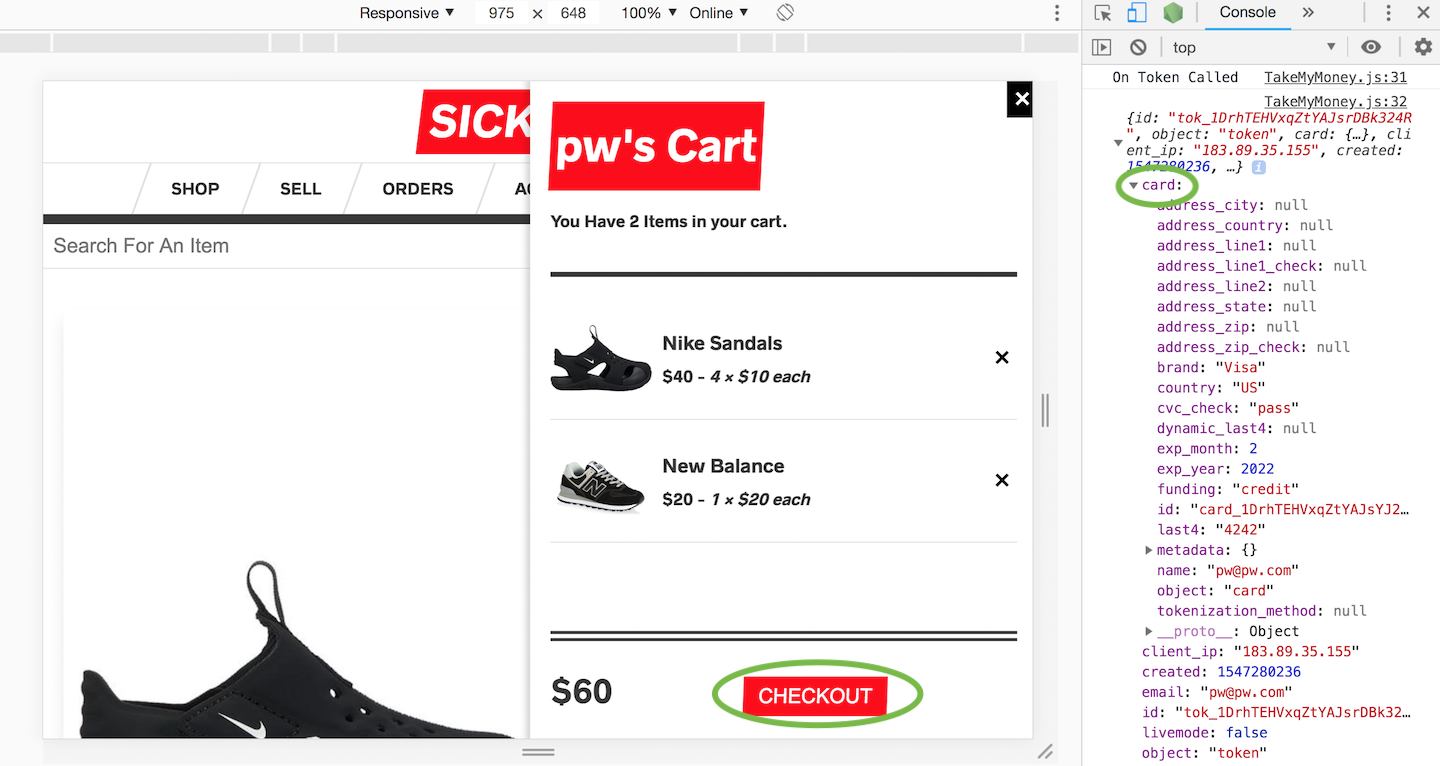 Responsive ▼ 975 × 648 100% ▼ Online ▼
SICK
SHOP SELL ORDERS AC
Search For An Item
×
pw's Cart
You Have 2 Items in your cart.
Nike Sandals
$40 - 4 × $10 each
×
New Balance
$20 - 1 × $20 each
×
$60 CHECKOUT
Console »
top ▼
On Token Called TakeMyMoney.js:31
TakeMyMoney.js:32
{id: "tok_1DrhTEHVxqZtYAJsrDBk324R
", object: "token", card: {…}, cli
ent_ip: "183.89.35.155", created:
1547280236, …}
card:
address_city: null
address_country: null
address_line1: null
address_line1_check: null
address_line2: null
address_state: null
address_zip: null
address_zip_check: null
brand: "Visa"
country: "US"
cvc_check: "pass"
dynamic_last4: null
exp_month: 2
exp_year: 2022
funding: "credit"
id: "card_1DrhTEHVxqZtYAJsYJ2…
last4: "4242"
metadata: {}
name: "pw@pw.com"
object: "card"
tokenization_method: null
__proto__: Object
client_ip: "183.89.35.155"
created: 1547280236
email: "pw@pw.com"
id: "tok_1DrhTEHVxqZtYAJsrDBk32…
livemode: false
object: "token"